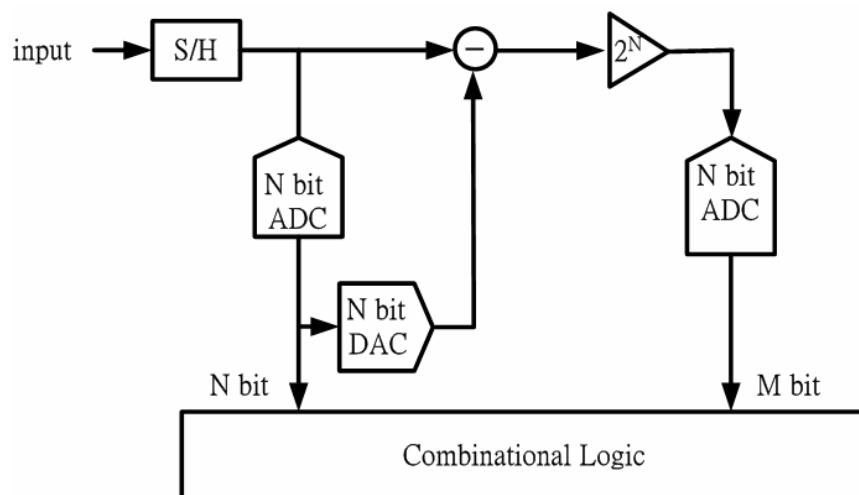 input
S/H
−
2^N
N bit
ADC
N bit
ADC
N bit
DAC
N bit
M bit
Combinational Logic